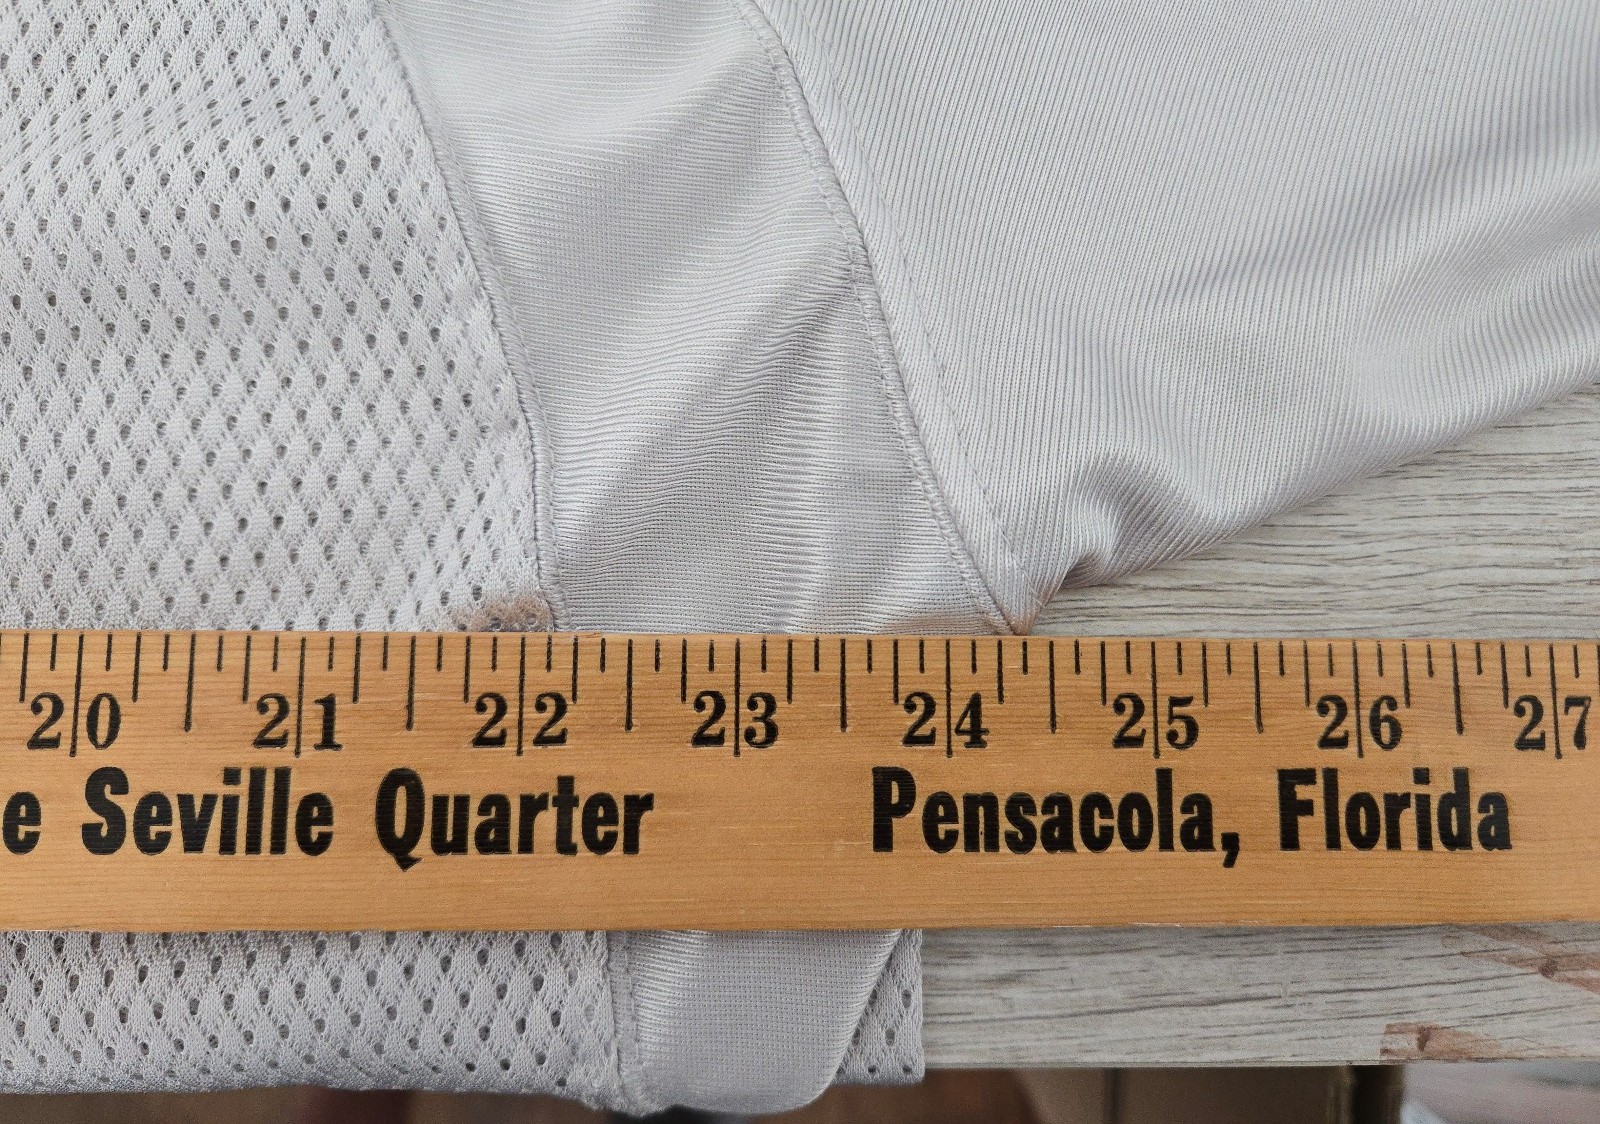 20 21 22 23 24 25 26 27
e Seville Quarter Pensacola, Florida